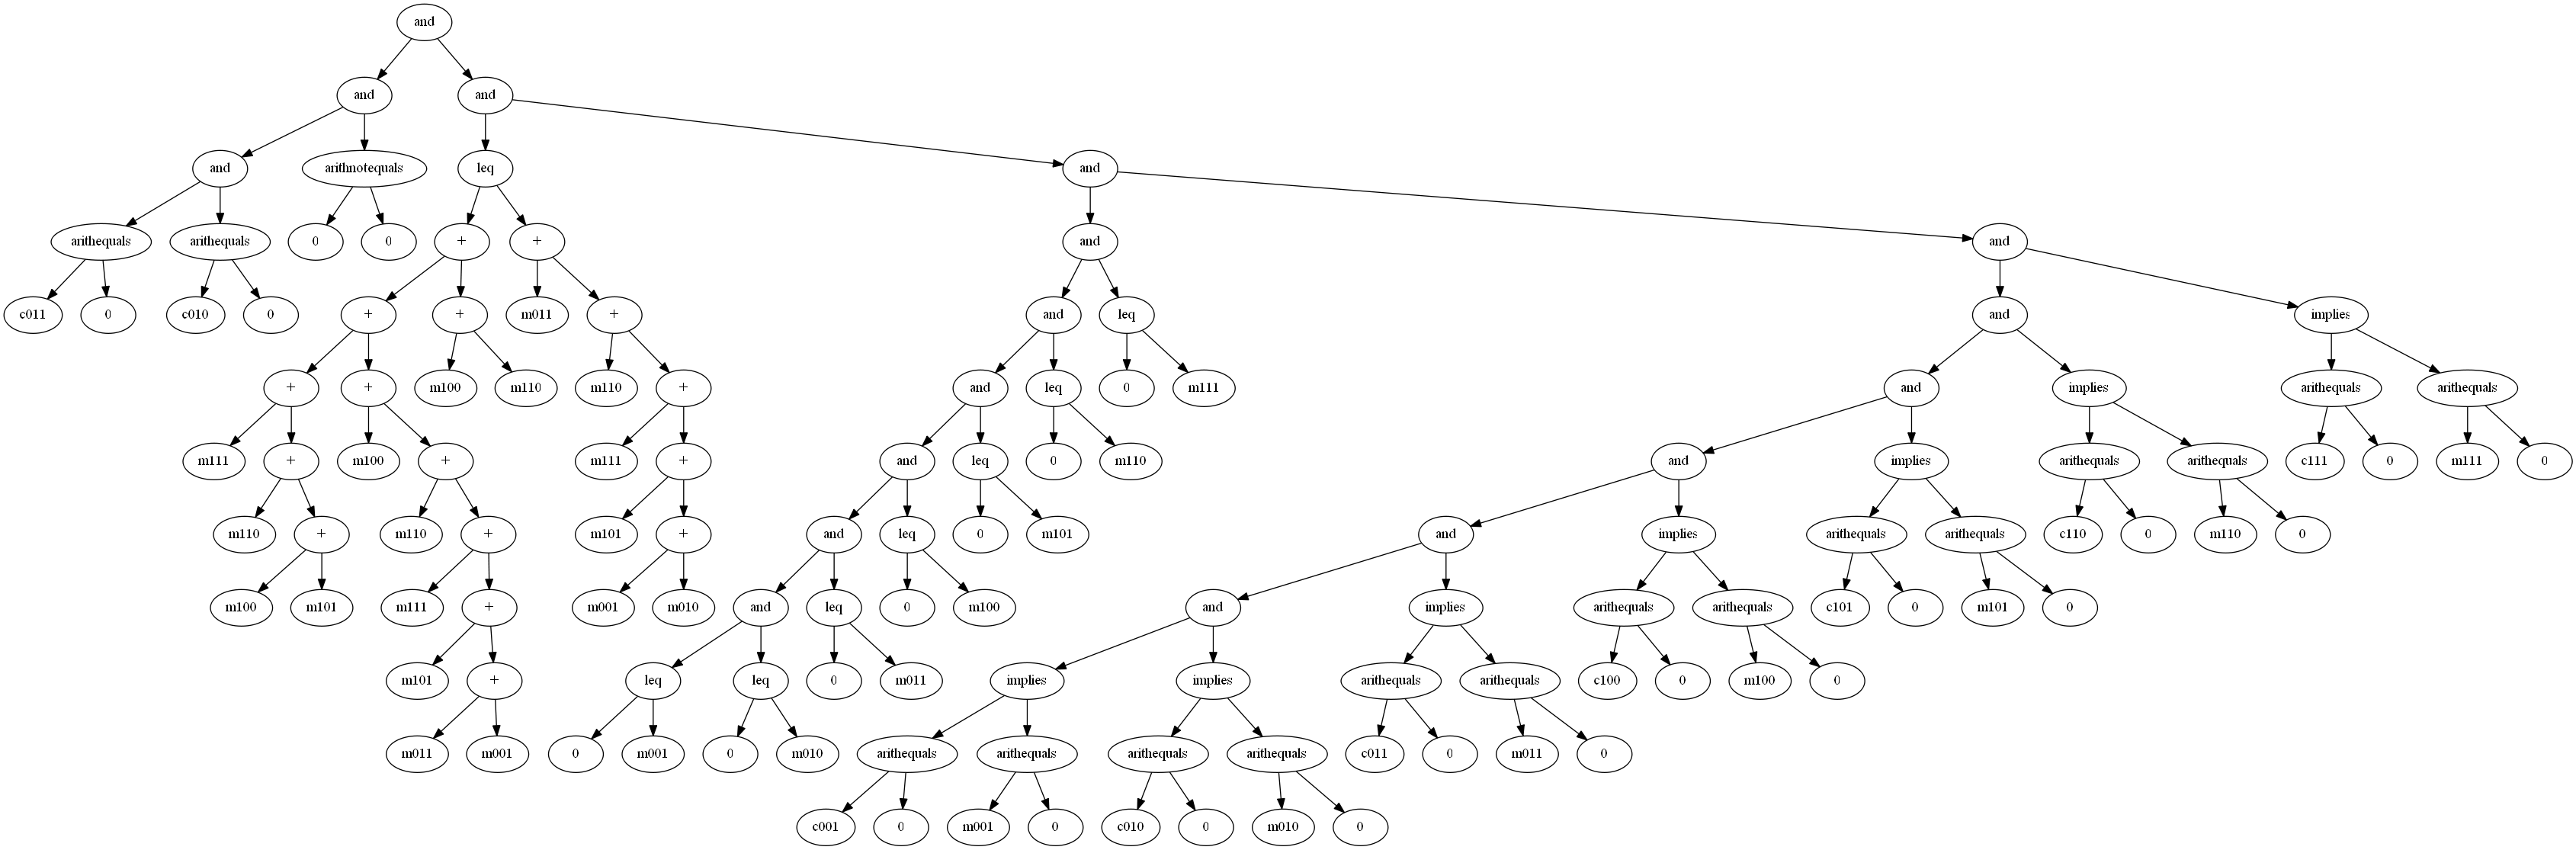 and
and and
and arithnotequals leq and
arithequals arithequals 0 0 + + and and
c011 0 c010 0 + + m011 + and leq and implies
+ + m100 m110 m110 + and leq 0 m111 and implies arithequals arithequals
m111 + m100 + m111 + and leq 0 m110 and implies arithequals arithequals c111 0 m111 0
m110 + m110 + m101 + and leq 0 m101 and implies arithequals arithequals c110 0 m110 0
m100 m101 m111 + m001 m010 and leq 0 m100 and implies arithequals arithequals c101 0 m101 0
m101 + leq leq 0 m011 implies implies arithequals arithequals c100 0 m100 0
m011 m001 0 m001 0 m010 arithequals arithequals arithequals arithequals c011 0 m011 0
c001 0 m001 0 c010 0 m010 0